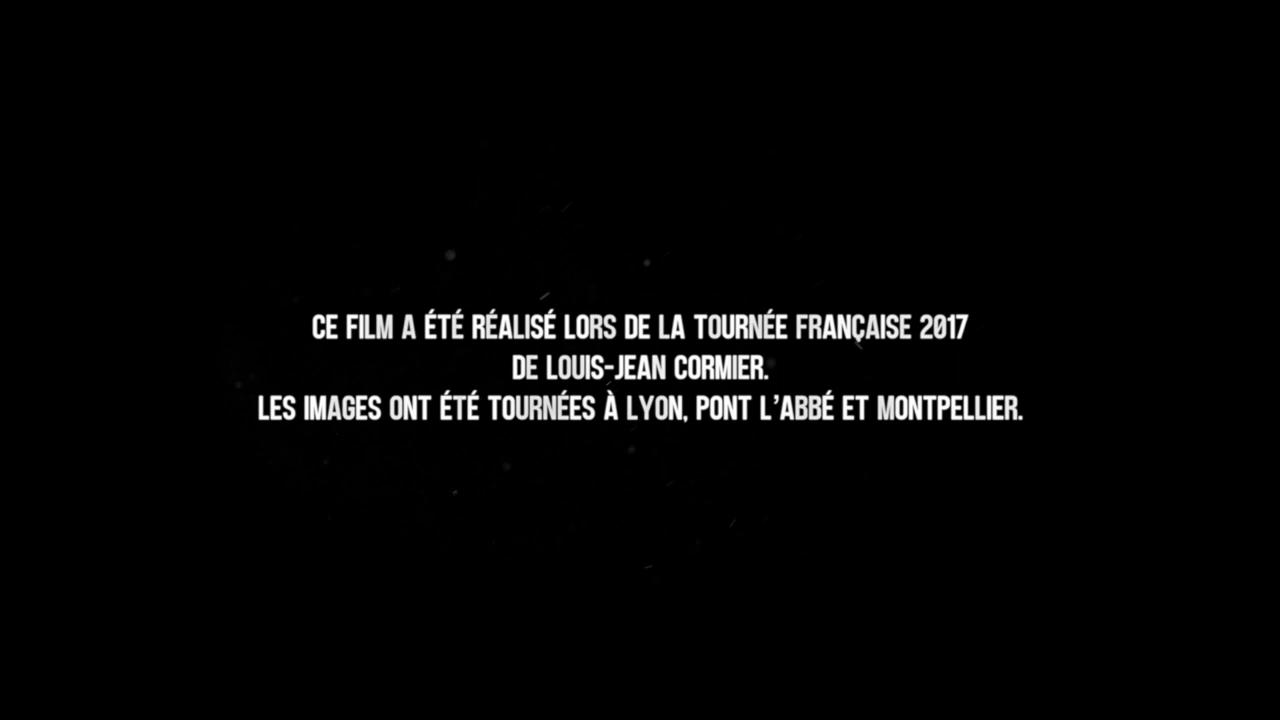 CE FILM A ÉTÉ RÉALISÉ LORS DE LA TOURNÉE FRANÇAISE 2017
DE LOUIS-JEAN CORMIER.
LES IMAGES ONT ÉTÉ TOURNÉES À LYON, PONT L’ABBÉ ET MONTPELLIER.